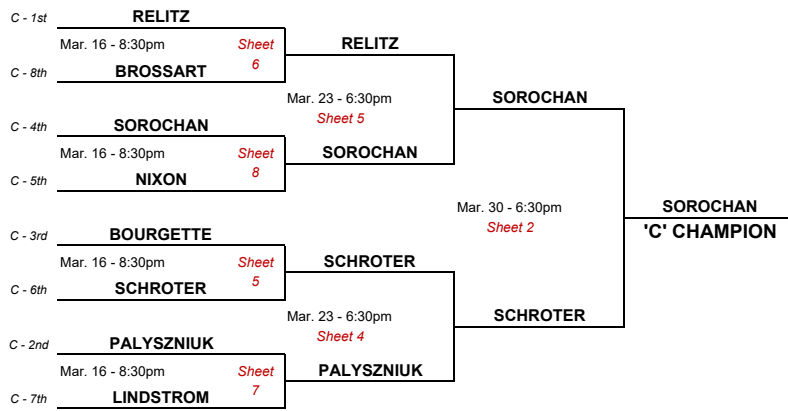 C - 1st RELITZ
Mar. 16 - 8:30pm Sheet 6
C - 8th BROSSART
RELITZ
Mar. 23 - 6:30pm
Sheet 5
C - 4th SOROCHAN
Mar. 16 - 8:30pm Sheet 8
C - 5th NIXON
SOROCHAN
SOROCHAN
Mar. 30 - 6:30pm
Sheet 2
SOROCHAN
'C' CHAMPION
C - 3rd BOURGETTE
Mar. 16 - 8:30pm Sheet 5
C - 6th SCHROTER
SCHROTER
Mar. 23 - 6:30pm
Sheet 4
SCHROTER
C - 2nd PALYSZNIUK
Mar. 16 - 8:30pm Sheet 7
C - 7th LINDSTROM
PALYSZNIUK